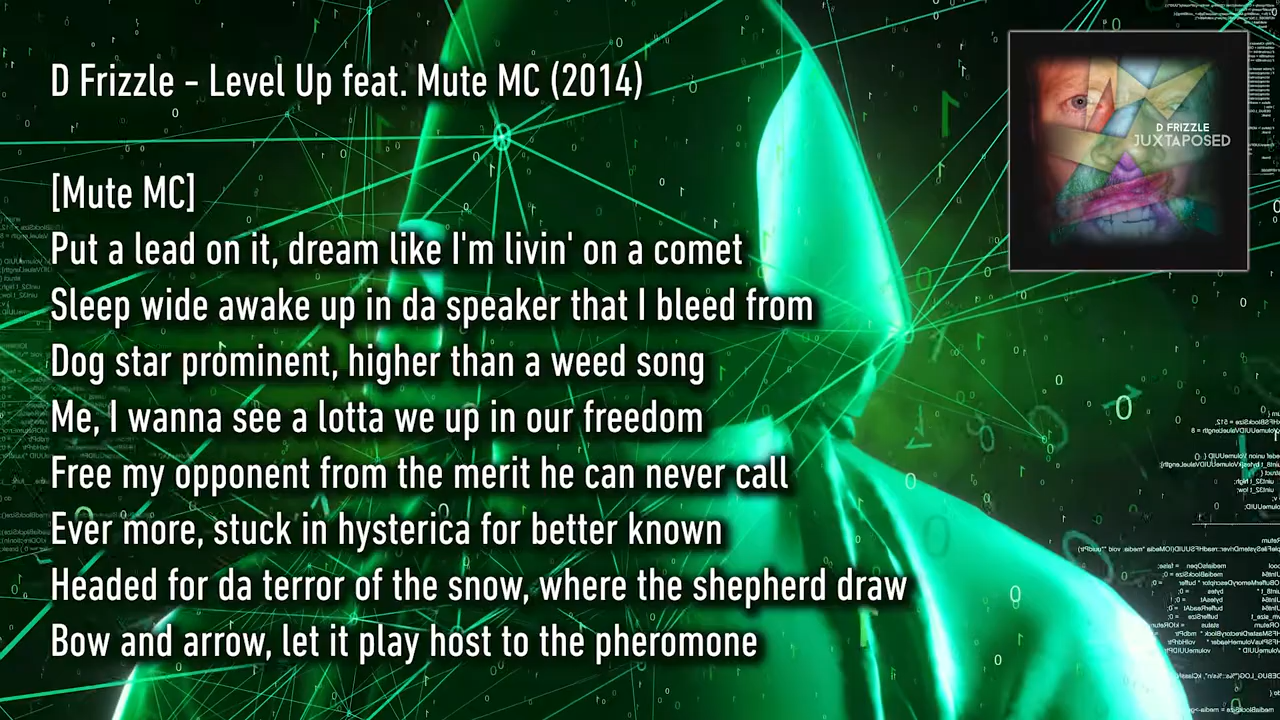 D Frizzle - Level Up feat. Mute MC (2014)
D FRIZZLE
JUXTAPOSED
[Mute MC]
Put a lead on it, dream like I'm livin' on a comet
Sleep wide awake up in da speaker that I bleed from
Dog star prominent, higher than a weed song
Me, I wanna see a lotta we up in our freedom
Free my opponent from the merit he can never call
Ever more, stuck in hysterica for better known
Headed for da terror of the snow, where the shepherd draw
Bow and arrow, let it play host to the pheromone